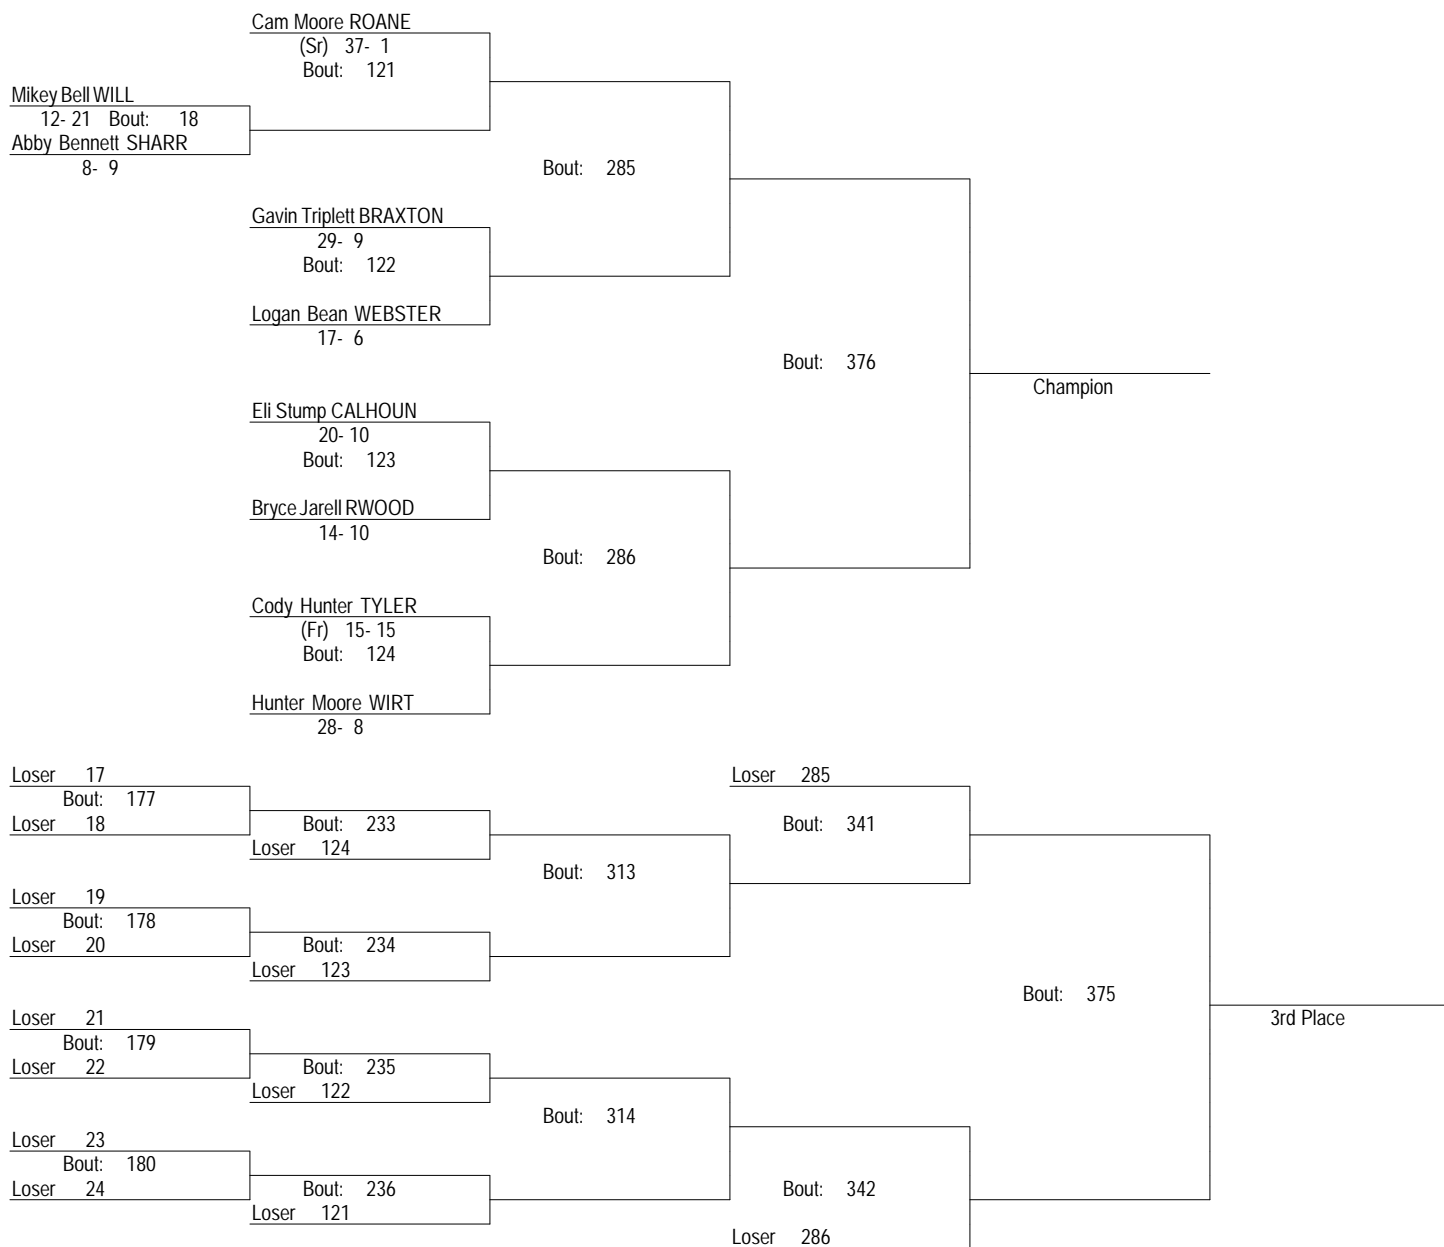 Cam Moore ROANE
(Sr) 37- 1
Bout: 121
Mikey Bell WILL
12- 21 Bout: 18
Abby Bennett SHARR
8- 9
Bout: 285
Gavin Triplett BRAXTON
29- 9
Bout: 122
Logan Bean WEBSTER
17- 6
Bout: 376
Champion
Eli Stump CALHOUN
20- 10
Bout: 123
Bryce Jarell RWOOD
14- 10
Bout: 286
Cody Hunter TYLER
(Fr) 15- 15
Bout: 124
Hunter Moore WIRT
28- 8
Loser 17
Bout: 177
Loser 18
Bout: 233
Loser 124
Bout: 313
Loser 285
Bout: 341
Loser 19
Bout: 178
Loser 20
Bout: 234
Loser 123
Bout: 375
3rd Place
Loser 21
Bout: 179
Loser 22
Bout: 235
Loser 122
Bout: 314
Loser 23
Bout: 180
Loser 24
Bout: 236
Loser 121
Bout: 342
Loser 286